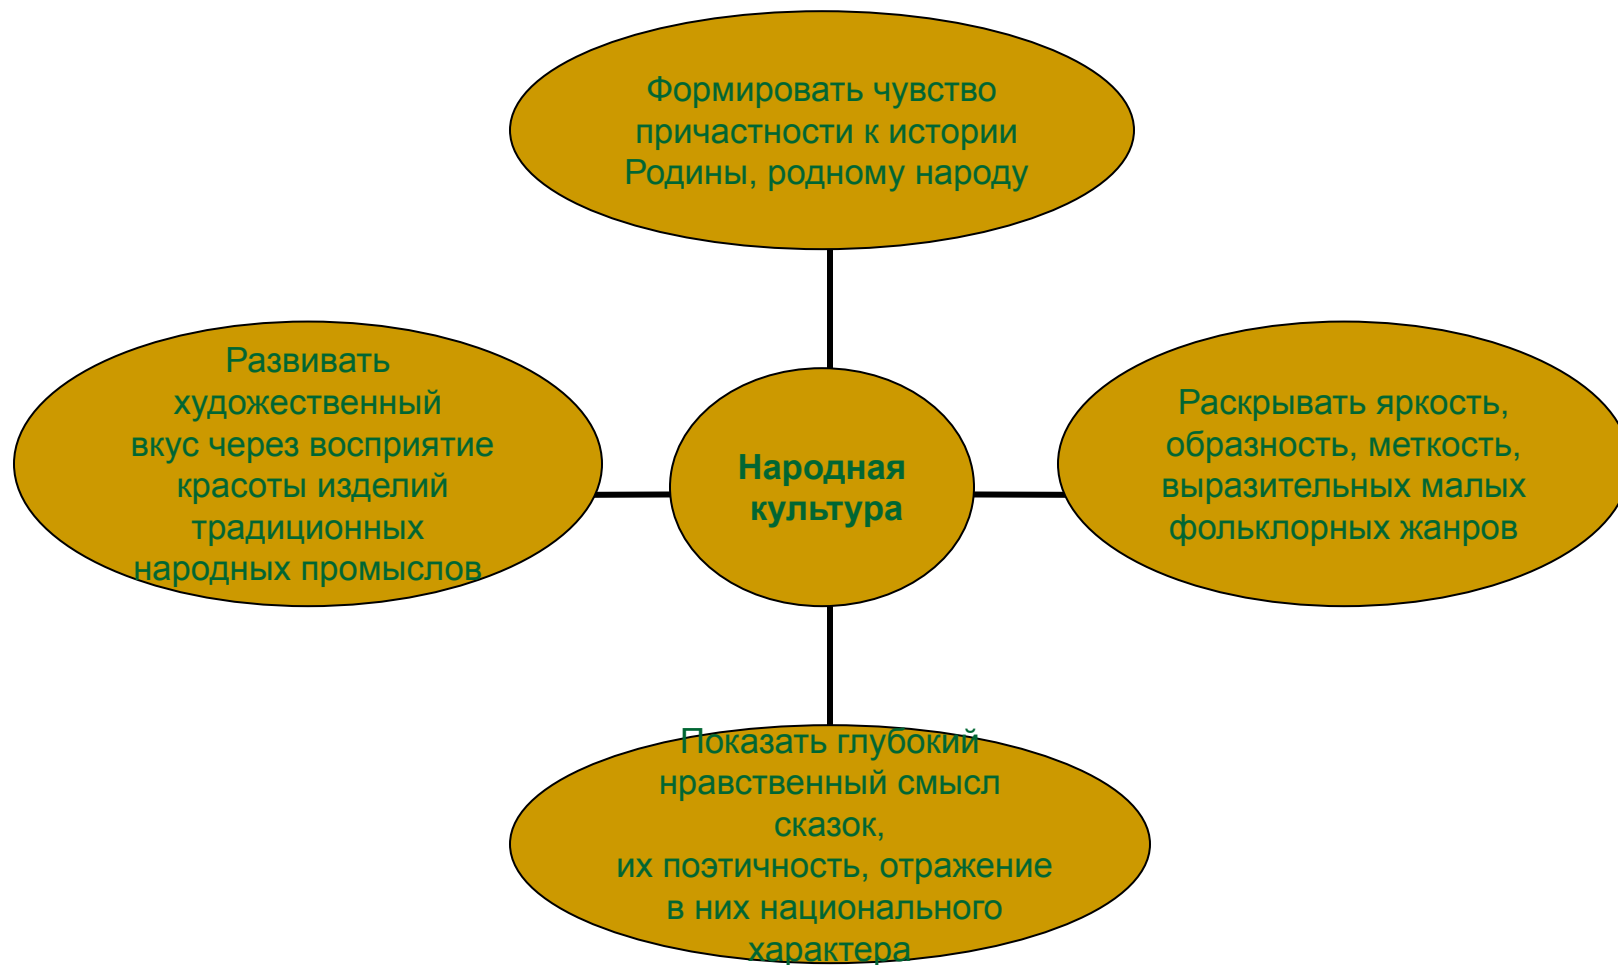 Формировать чувство
причастности к истории
Родины, родному народу
Развивать
художественный
вкус через восприятие
красоты изделий
традиционных
народных промыслов
Народная
культура
Раскрывать яркость,
образность, меткость,
выразительных малых
фольклорных жанров
Показать глубокий
нравственный смысл
сказок,
их поэтичность, отражение
в них национального
характера